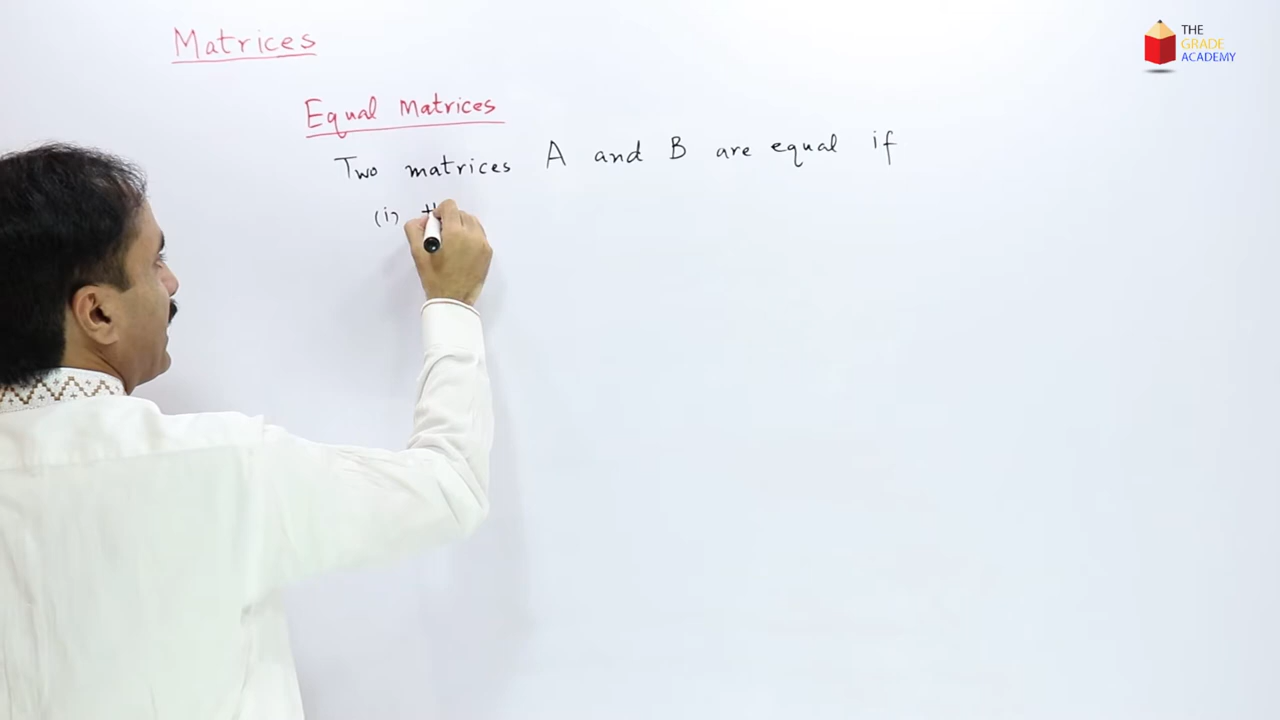 Matrices
THE
GRADE
ACADEMY
Equal Matrices
Two matrices A and B are equal if
(i)